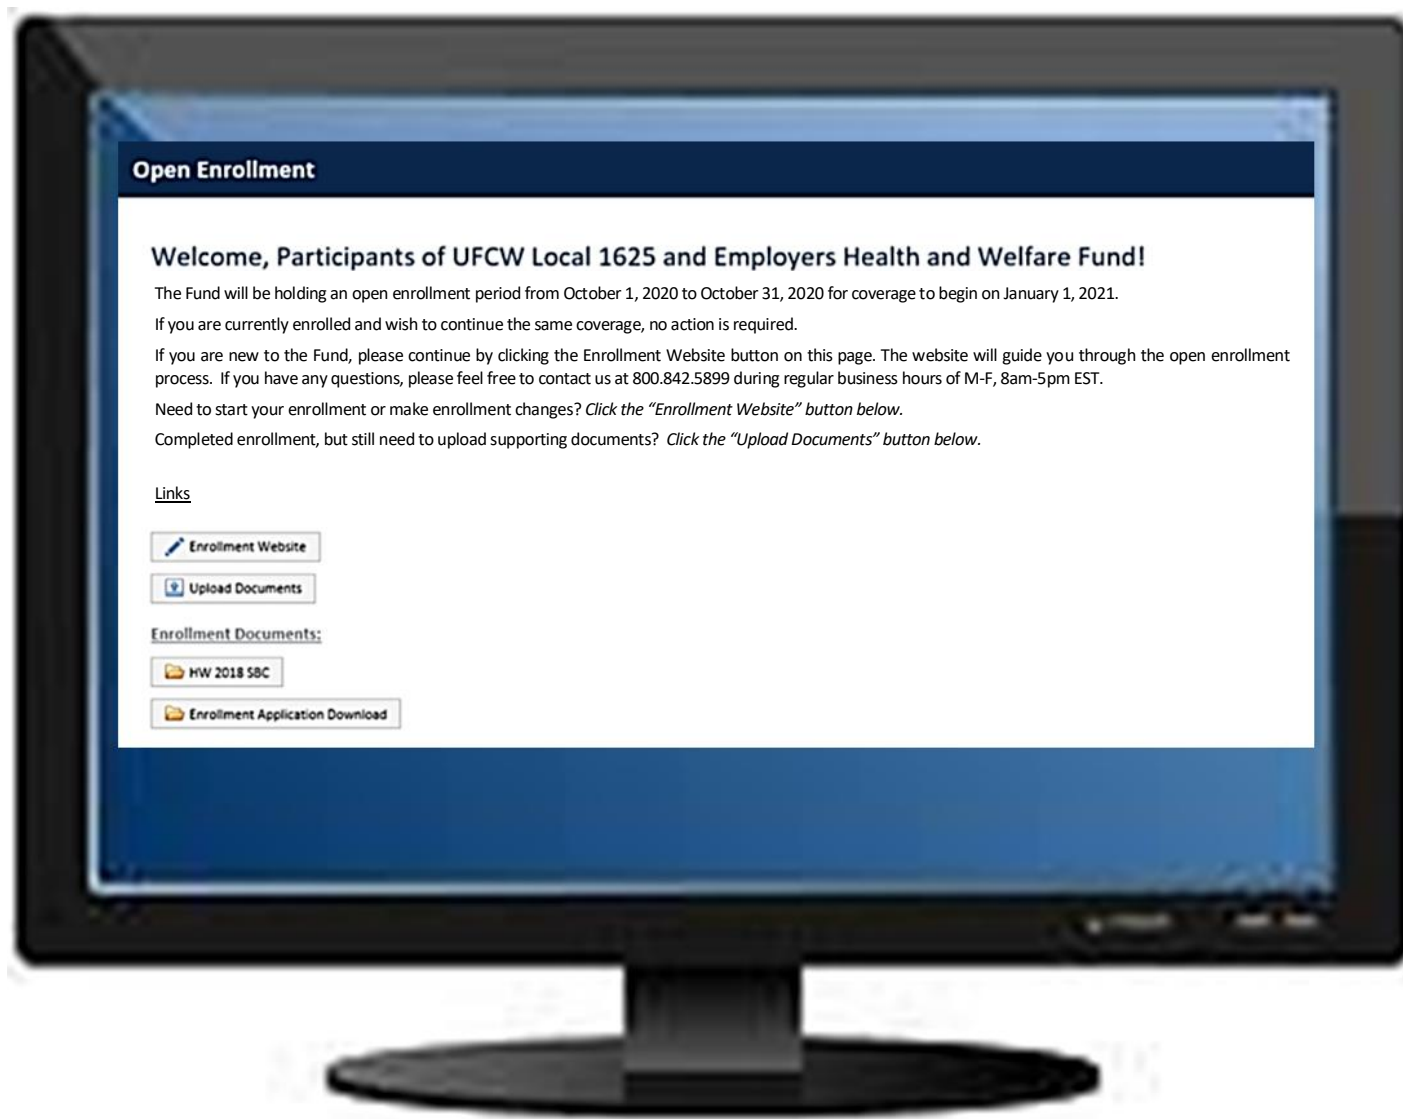 Open Enrollment
Welcome, Participants of UFCW Local 1625 and Employers Health and Welfare Fund!
The Fund will be holding an open enrollment period from October 1, 2020 to October 31, 2020 for coverage to begin on January 1, 2021.
If you are currently enrolled and wish to continue the same coverage, no action is required.
If you are new to the Fund, please continue by clicking the Enrollment Website button on this page. The website will guide you through the open enrollment
process. If you have any questions, please feel free to contact us at 800.842.5899 during regular business hours of M-F, 8am-5pm EST.
Need to start your enrollment or make enrollment changes? Click the “Enrollment Website” button below.
Completed enrollment, but still need to upload supporting documents? Click the “Upload Documents” button below.
Links
Enrollment Website
Upload Documents
Enrollment Documents:
HW 2018 SBC
Enrollment Application Download